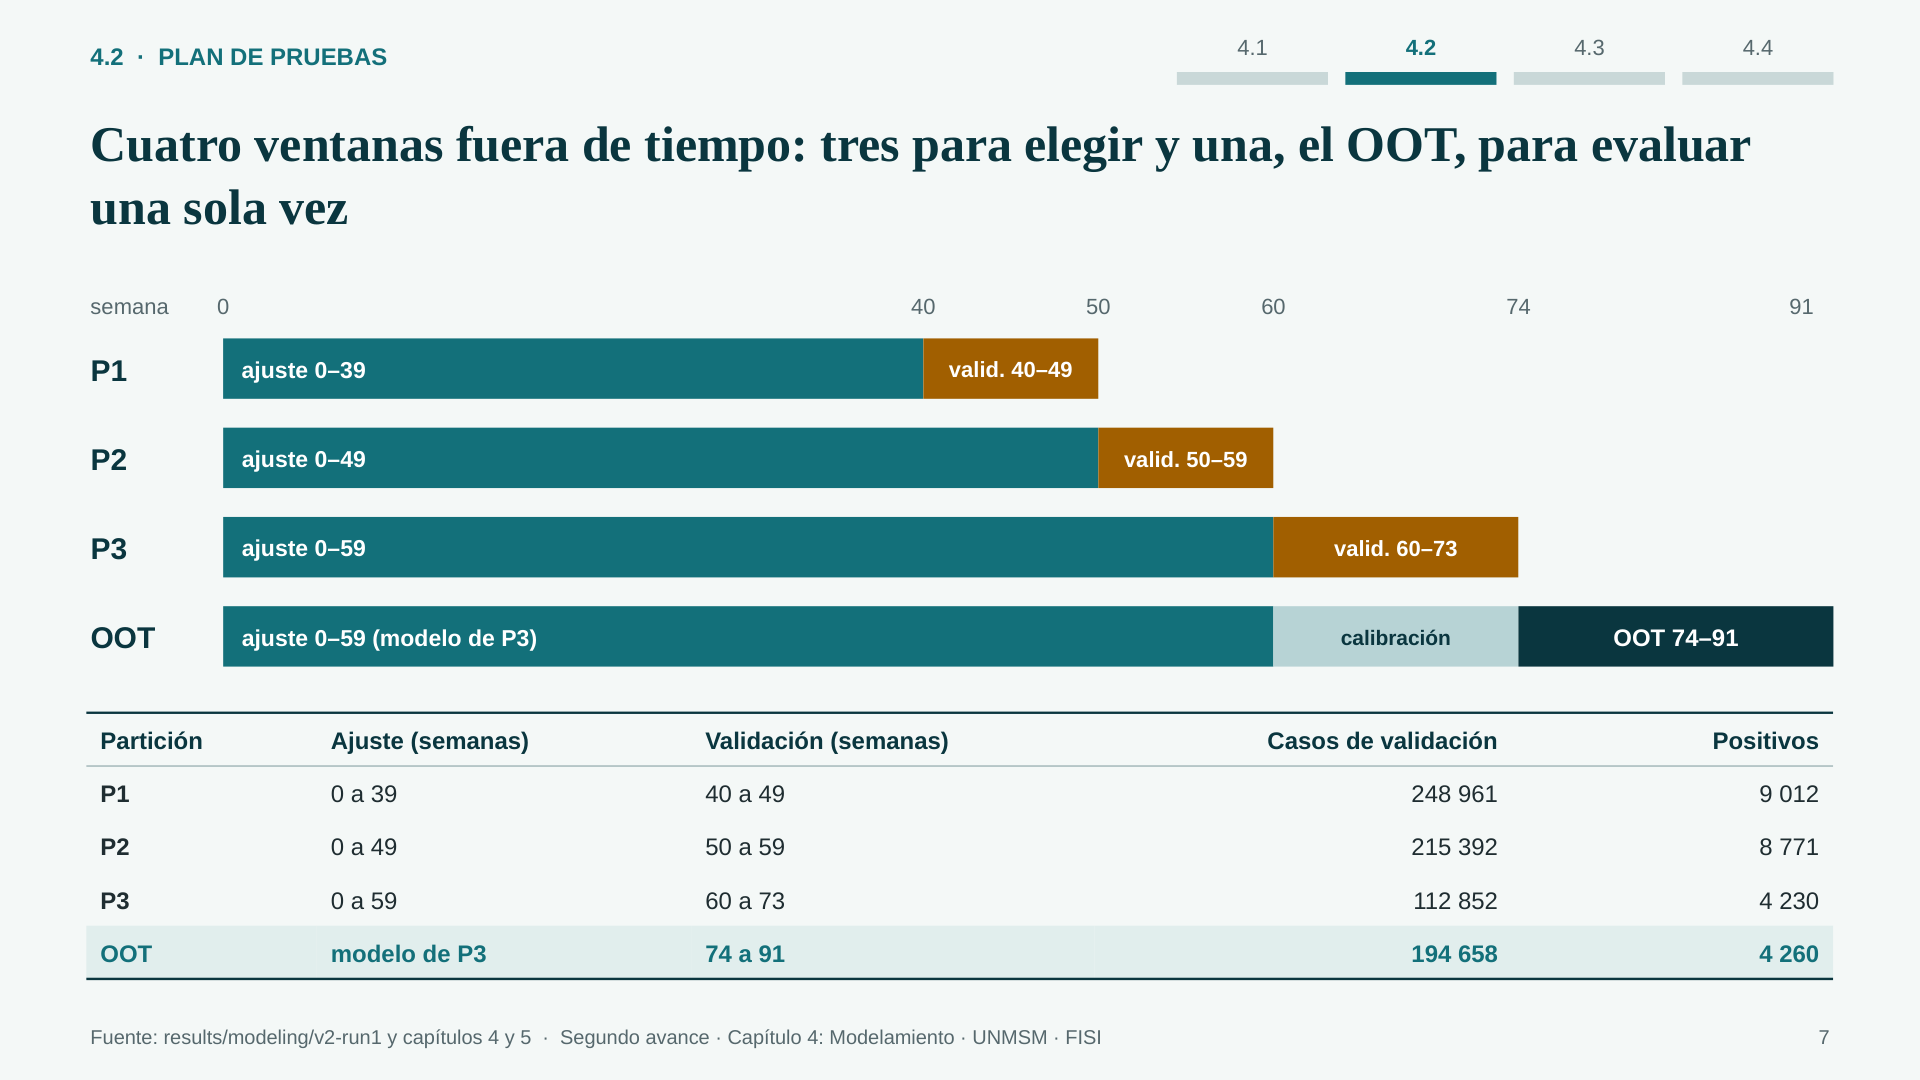 4.2 · PLAN DE PRUEBAS
4.1 4.2 4.3 4.4
Cuatro ventanas fuera de tiempo: tres para elegir y una, el OOT, para evaluar
una sola vez
semana 0 40 50 60 74 91
P1 ajuste 0–39 valid. 40–49
P2 ajuste 0–49 valid. 50–59
P3 ajuste 0–59 valid. 60–73
OOT ajuste 0–59 (modelo de P3) calibración OOT 74–91
Partición Ajuste (semanas) Validación (semanas) Casos de validación Positivos
P1 0 a 39 40 a 49 248 961 9 012
P2 0 a 49 50 a 59 215 392 8 771
P3 0 a 59 60 a 73 112 852 4 230
OOT modelo de P3 74 a 91 194 658 4 260
Fuente: results/modeling/v2-run1 y capítulos 4 y 5 · Segundo avance · Capítulo 4: Modelamiento · UNMSM · FISI 7